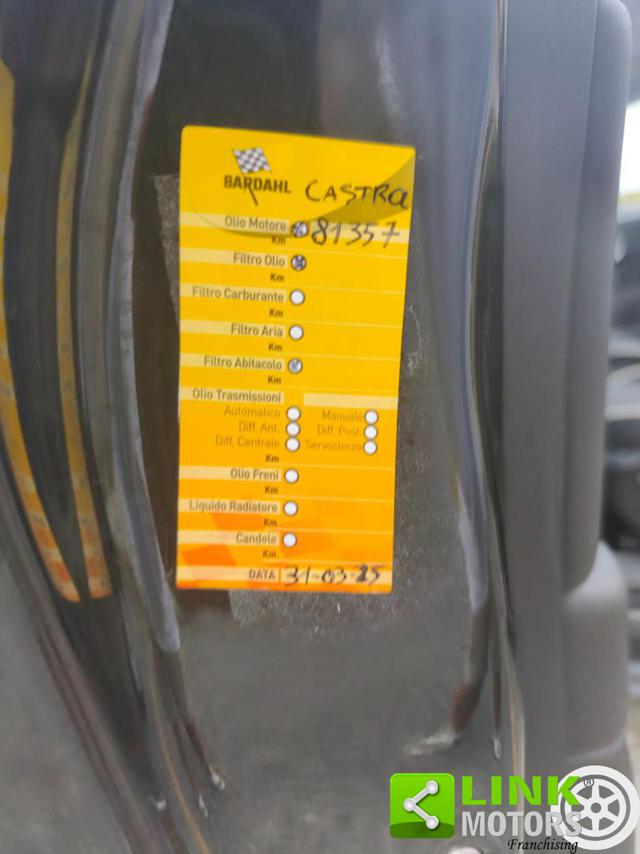 BARDAHL CASTROL
Olio Motore 81357
Km
Filtro Olio
Km
Filtro Carburante
Km
Filtro Aria
Km
Filtro Abitacolo
Km
Olio Trasmissioni
Automatico Manuale
Diff. Ant. Diff. Post.
Diff. Centrale Servosterzo
Km
Olio Freni
Km
Liquido Radiatore
Km
Candele
Km
DATA 31-03-25
LINK
MOTORS
®
Franchising